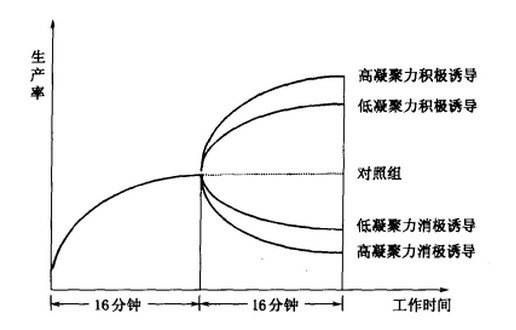 生产率
高凝聚力积极诱导
低凝聚力积极诱导
对照组
低凝聚力消极诱导
高凝聚力消极诱导
16分钟
16分钟
工作时间